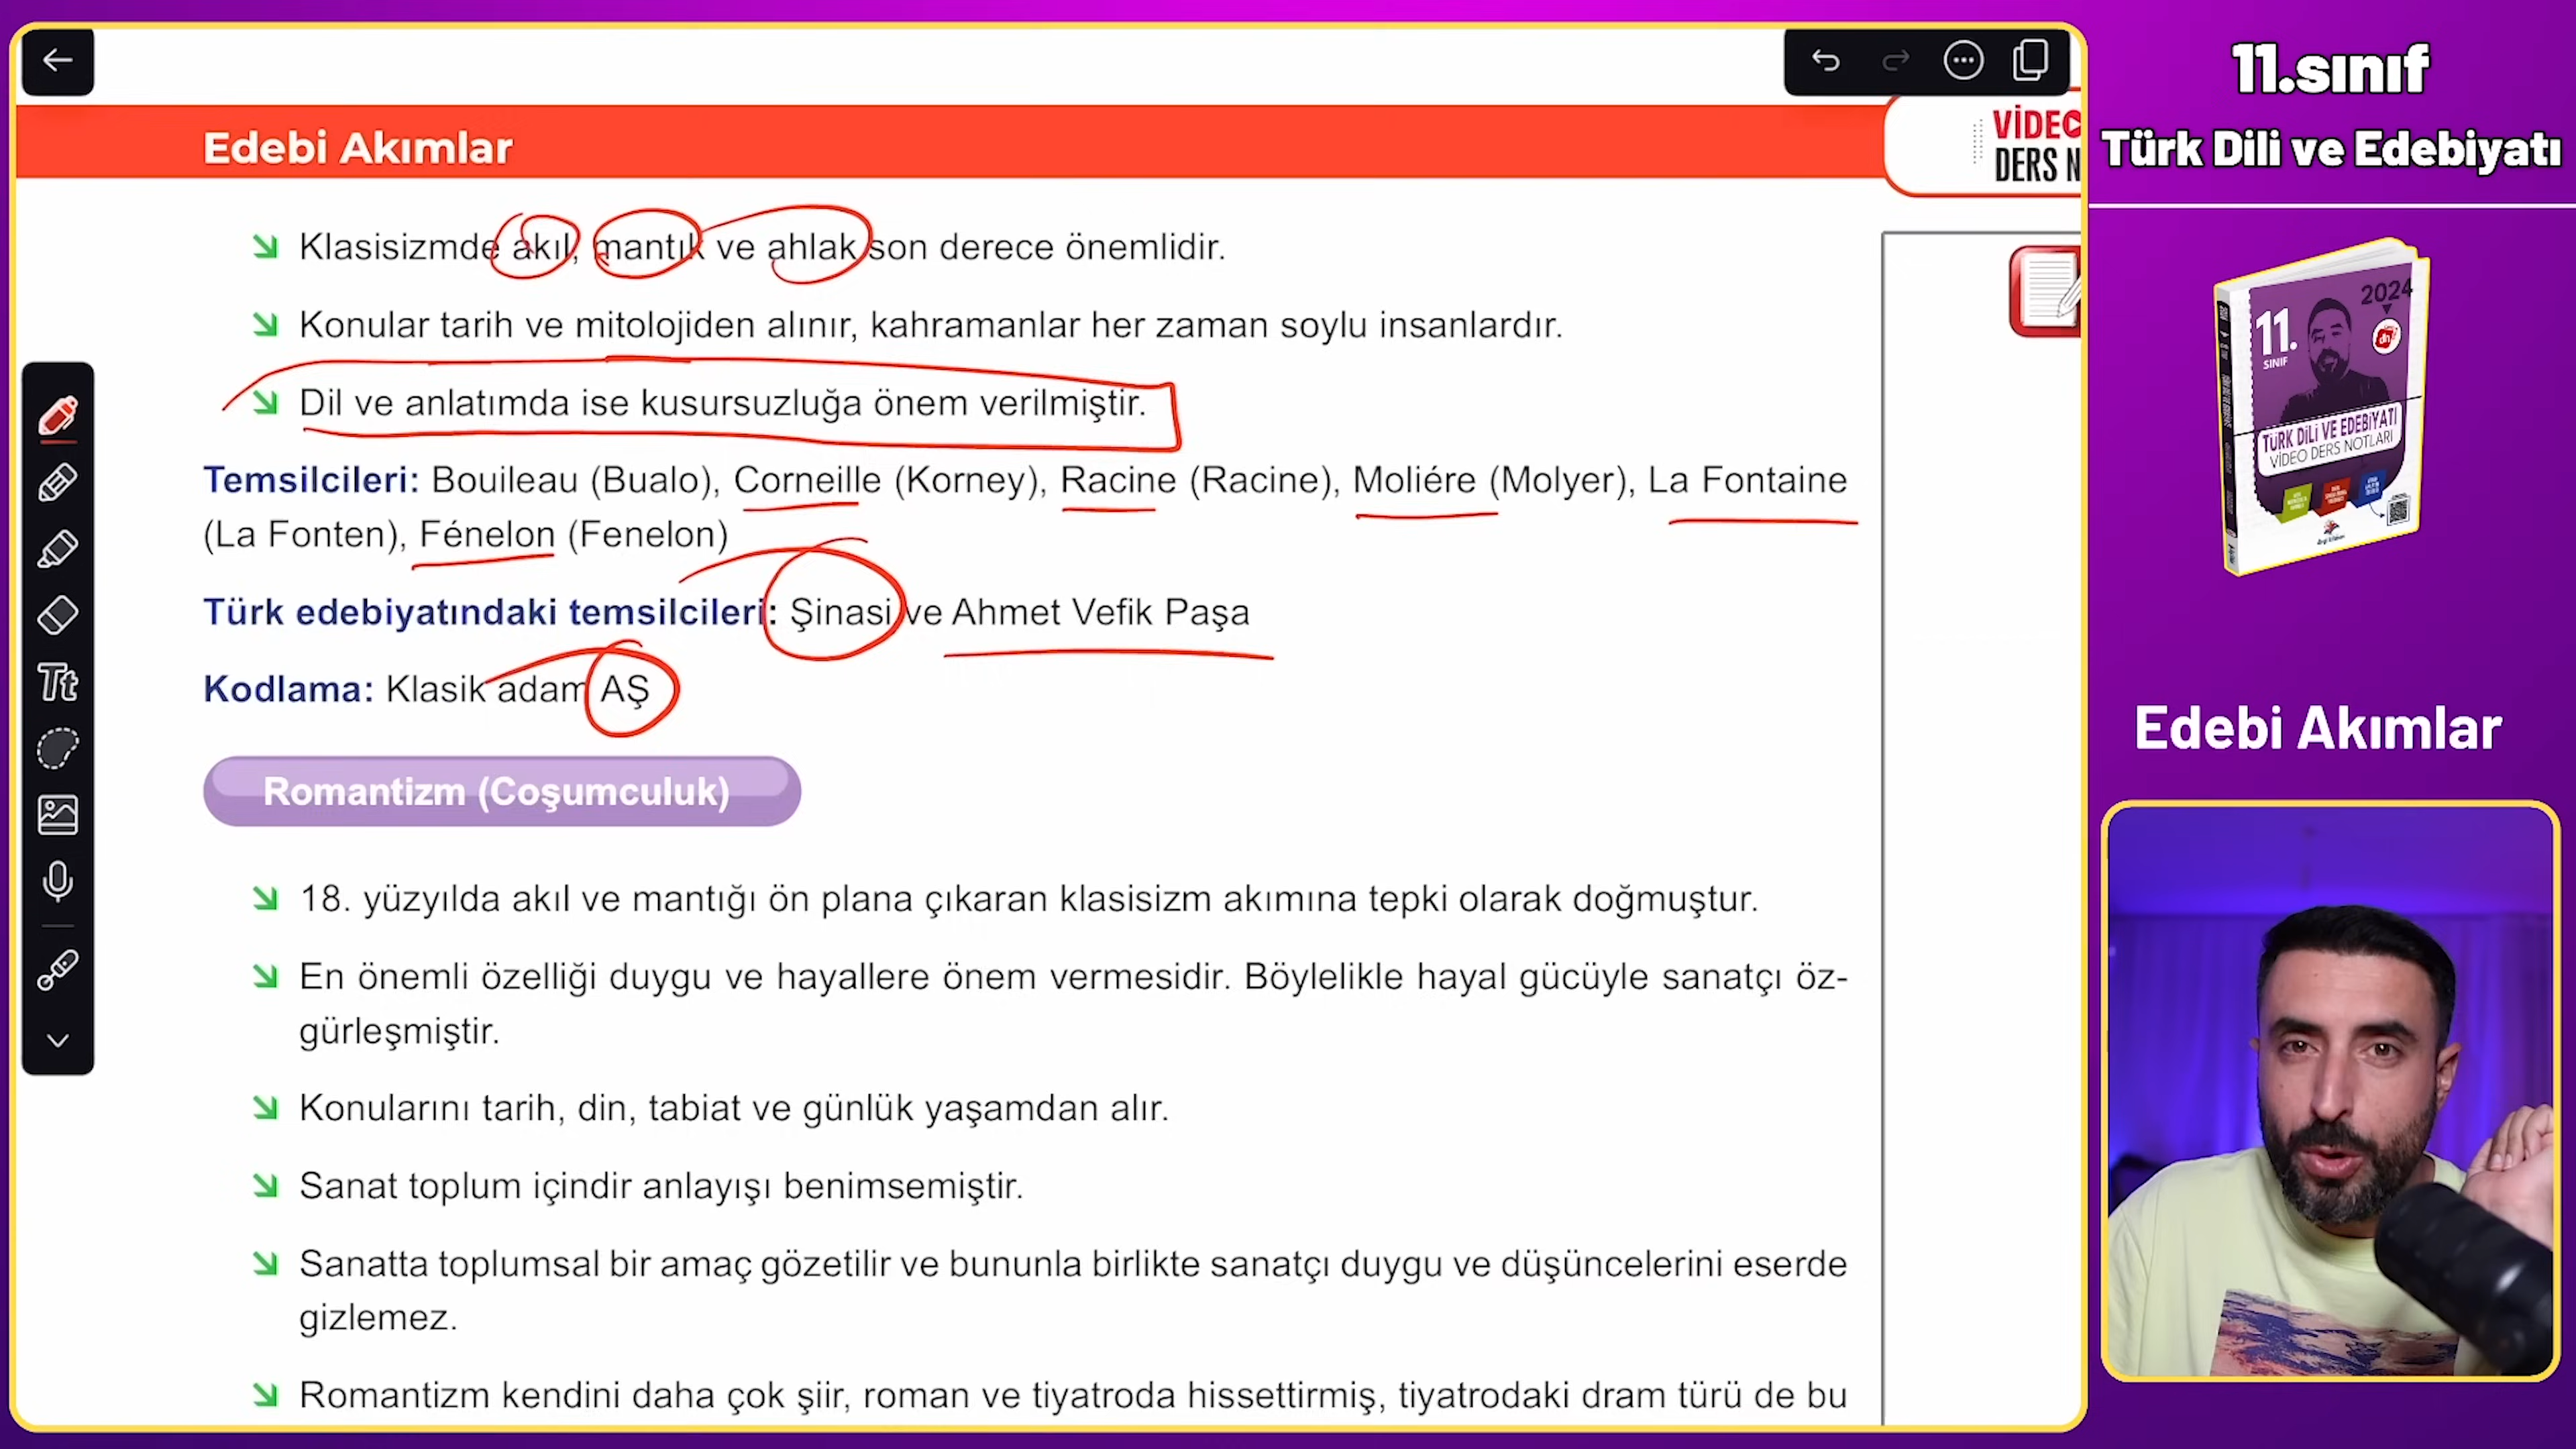 Edebi Akımlar
VİDEO
DERS N
Klasisizmde akıl, mantık ve ahlak son derece önemlidir.
Konular tarih ve mitolojiden alınır, kahramanlar her zaman soylu insanlardır.
Dil ve anlatımda ise kusursuzluğa önem verilmiştir.
Temsilcileri: Bouileau (Bualo), Corneille (Korney), Racine (Racine), Moliére (Molyer), La Fontaine
(La Fonten), Fénelon (Fenelon)
Türk edebiyatındaki temsilcileri: Şinasi ve Ahmet Vefik Paşa
Kodlama: Klasik adam AŞ
Romantizm (Coşumculuk)
18. yüzyılda akıl ve mantığı ön plana çıkaran klasisizm akımına tepki olarak doğmuştur.
En önemli özelliği duygu ve hayallere önem vermesidir. Böylelikle hayal gücüyle sanatçı öz-
gürleşmiştir.
Konularını tarih, din, tabiat ve günlük yaşamdan alır.
Sanat toplum içindir anlayışı benimsemiştir.
Sanatta toplumsal bir amaç gözetilir ve bununla birlikte sanatçı duygu ve düşüncelerini eserde
gizlemez.
Romantizm kendini daha çok şiir, roman ve tiyatroda hissettirmiş, tiyatrodaki dram türü de bu
Tt
11.sınıf
Türk Dili ve Edebiyatı
2024
11.
SINIF
TÜRK DİLİ VE EDEBİYATI
VİDEO DERS NOTLARI
Edebi Akımlar